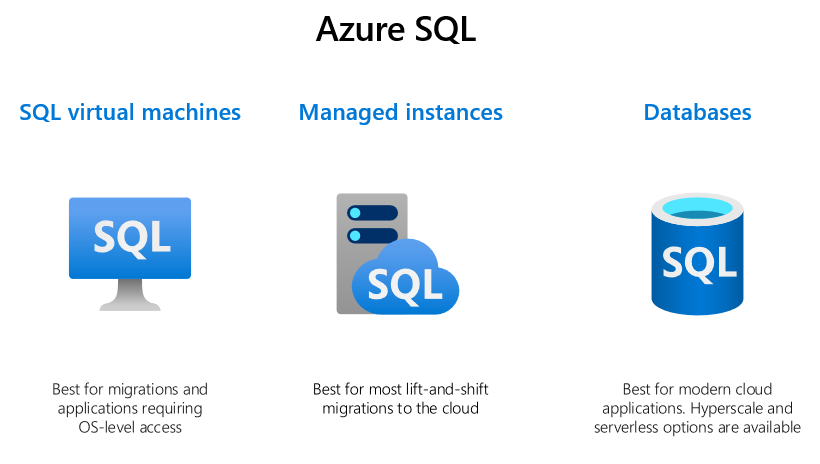 Azure SQL
SQL virtual machines
Managed instances
Databases
SQL
SQL
SQL
Best for migrations and
applications requiring
OS-level access
Best for most lift-and-shift
migrations to the cloud
Best for modern cloud
applications. Hyperscale and
serverless options are available